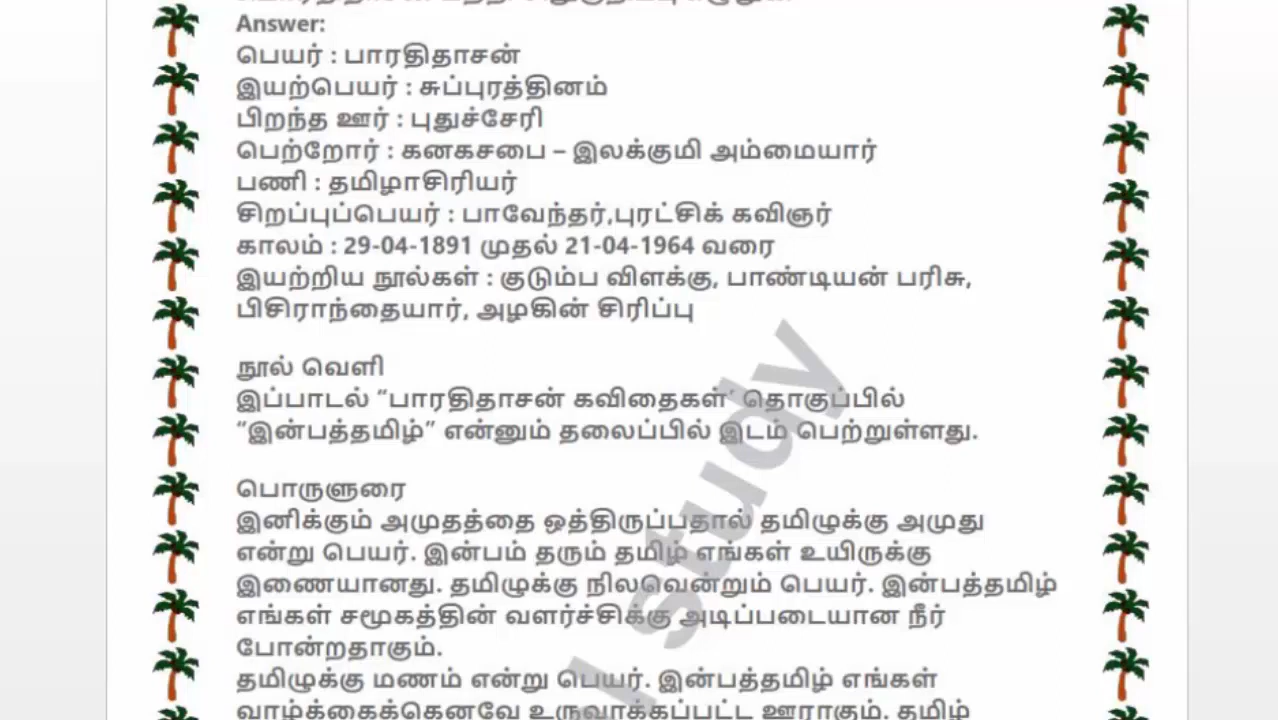 Answer:
பெயர் : பாரதிதாசன்
இயற்பெயர் : சுப்புரத்தினம்
பிறந்த ஊர் : புதுச்சேரி
பெற்றோர் : கனகசபை – இலக்குமி அம்மையார்
பணி : தமிழாசிரியர்
சிறப்புப்பெயர் : பாவேந்தர்,புரட்சிக் கவிஞர்
காலம் : 29-04-1891 முதல் 21-04-1964 வரை
இயற்றிய நூல்கள் : குடும்ப விளக்கு, பாண்டியன் பரிசு,
பிசிராந்தையார், அழகின் சிரிப்பு
நூல் வெளி
இப்பாடல் “பாரதிதாசன் கவிதைகள்’ தொகுப்பில்
“இன்பத்தமிழ்” என்னும் தலைப்பில் இடம் பெற்றுள்ளது.
பொருளுரை
இனிக்கும் அமுதத்தை ஒத்திருப்பதால் தமிழுக்கு அமுது
என்று பெயர். இன்பம் தரும் தமிழ் எங்கள் உயிருக்கு
இணையானது. தமிழுக்கு நிலவென்றும் பெயர். இன்பத்தமிழ்
எங்கள் சமூகத்தின் வளர்ச்சிக்கு அடிப்படையான நீர்
போன்றதாகும்.
தமிழுக்கு மணம் என்று பெயர். இன்பத்தமிழ் எங்கள்
வாழ்க்கைக்கெனவே உருவாக்கப்பட்ட ஊராகும். தமிழ்
study